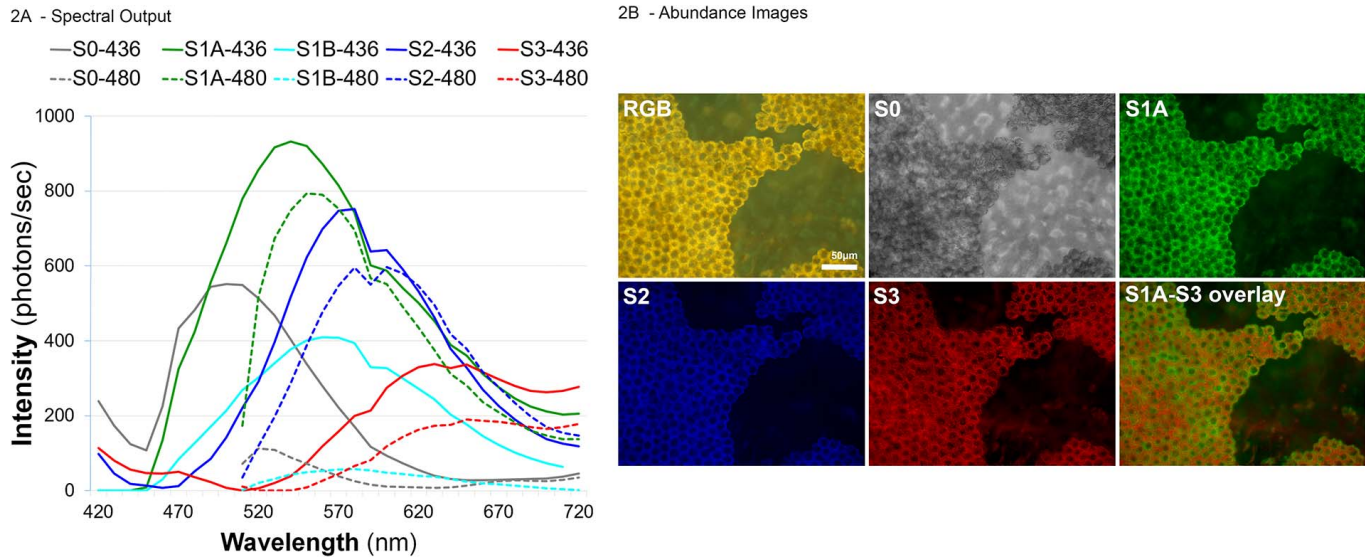 2A - Spectral Output
S0-436 S1A-436 S1B-436 S2-436 S3-436
S0-480 S1A-480 S1B-480 S2-480 S3-480
1000
800
600
400
200
0
420 470 520 570 620 670 720
Intensity (photons/sec)
Wavelength (nm)
2B - Abundance Images
RGB S0 S1A
50µm
S2 S3 S1A-S3 overlay